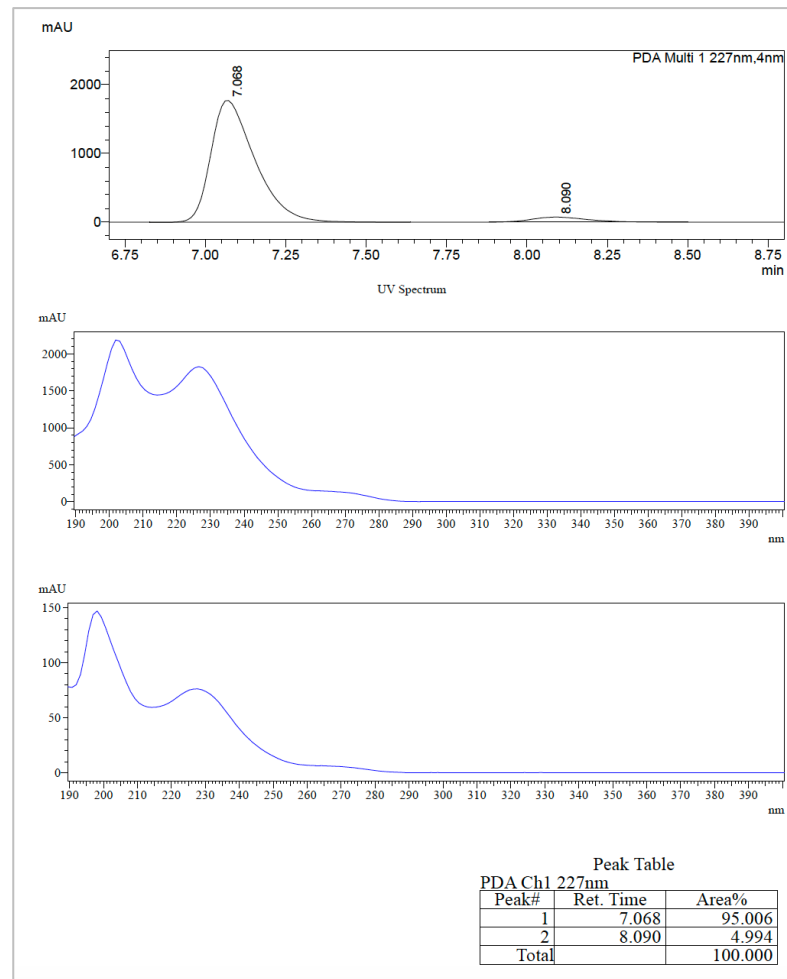 mAU
PDA Multi 1 227nm,4nm
7.068
8.090
2000
1000
0
6.75 7.00 7.25 7.50 7.75 8.00 8.25 8.50 8.75
min
UV Spectrum
mAU
2000
1500
1000
500
0
190 200 210 220 230 240 250 260 270 280 290 300 310 320 330 340 350 360 370 380 390
nm
mAU
150
100
50
0
190 200 210 220 230 240 250 260 270 280 290 300 310 320 330 340 350 360 370 380 390
nm
Peak Table
PDA Ch1 227nm
Peak# Ret. Time Area%
1 7.068 95.006
2 8.090 4.994
Total 100.000